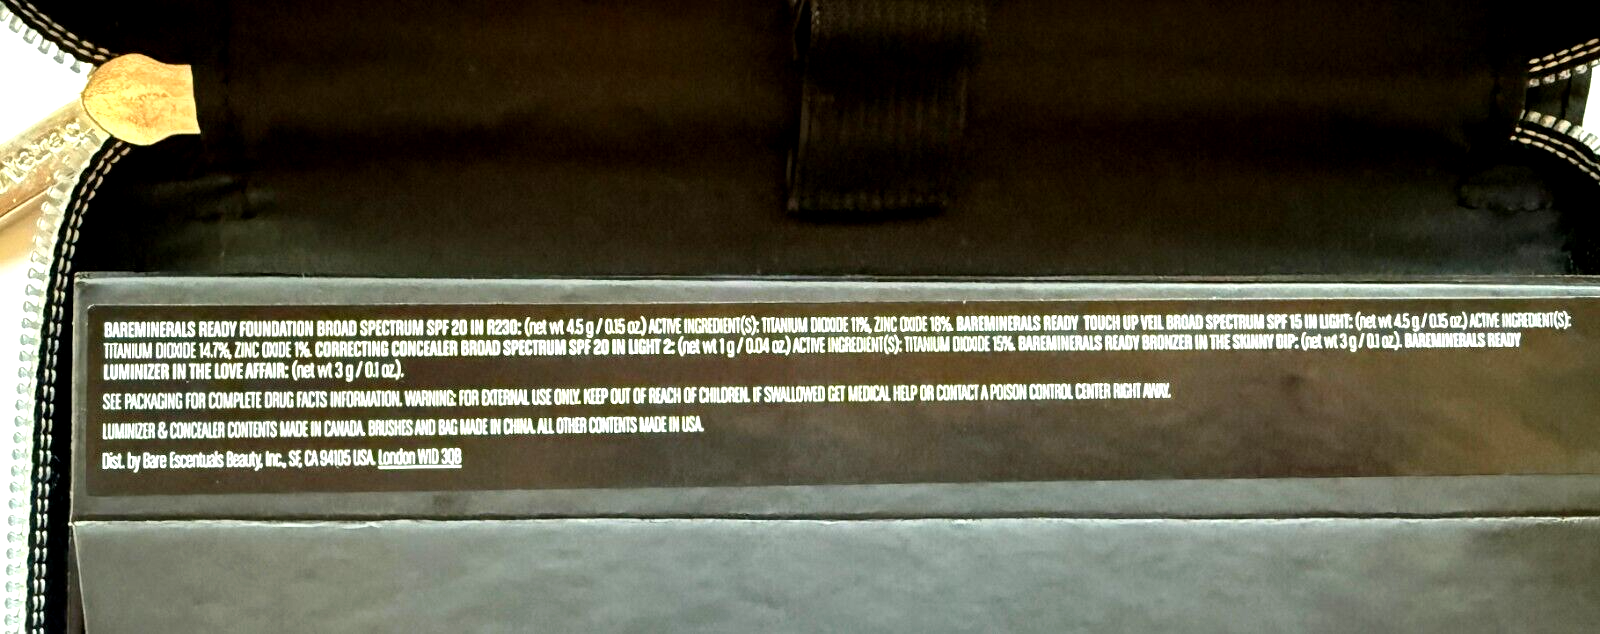 BAREMINERALS READY FOUNDATION BROAD SPECTRUM SPF 20 IN R230: (net wt 4.5 g / 0.15 oz.) ACTIVE INGREDIENT(S): TITANIUM DIOXIDE 11%, ZINC OXIDE 18%. BAREMINERALS READY TOUCH UP VEIL BROAD SPECTRUM SPF 15 IN LIGHT: (net wt 4.5 g / 0.15 oz.) ACTIVE INGREDIENT(S):
TITANIUM DIOXIDE 14.7%, ZINC OXIDE 1%. CORRECTING CONCEALER BROAD SPECTRUM SPF 20 IN LIGHT 2: (net wt 1 g / 0.04 oz.) ACTIVE INGREDIENT(S): TITANIUM DIOXIDE 15%. BAREMINERALS READY BRONZER IN THE SKINNY DIP: (net wt 3 g / 0.1 oz.). BAREMINERALS READY
LUMINIZER IN THE LOVE AFFAIR: (net wt 3 g / 0.1 oz.).
SEE PACKAGING FOR COMPLETE DRUG FACTS INFORMATION. WARNING: FOR EXTERNAL USE ONLY. KEEP OUT OF REACH OF CHILDREN. IF SWALLOWED GET MEDICAL HELP OR CONTACT A POISON CONTROL CENTER RIGHT AWAY.
LUMINIZER & CONCEALER CONTENTS MADE IN CANADA. BRUSHES AND BAG MADE IN CHINA. ALL OTHER CONTENTS MADE IN USA.
Dist. by Bare Escentuals Beauty, Inc., SF, CA 94105 USA. London W1D 3QB